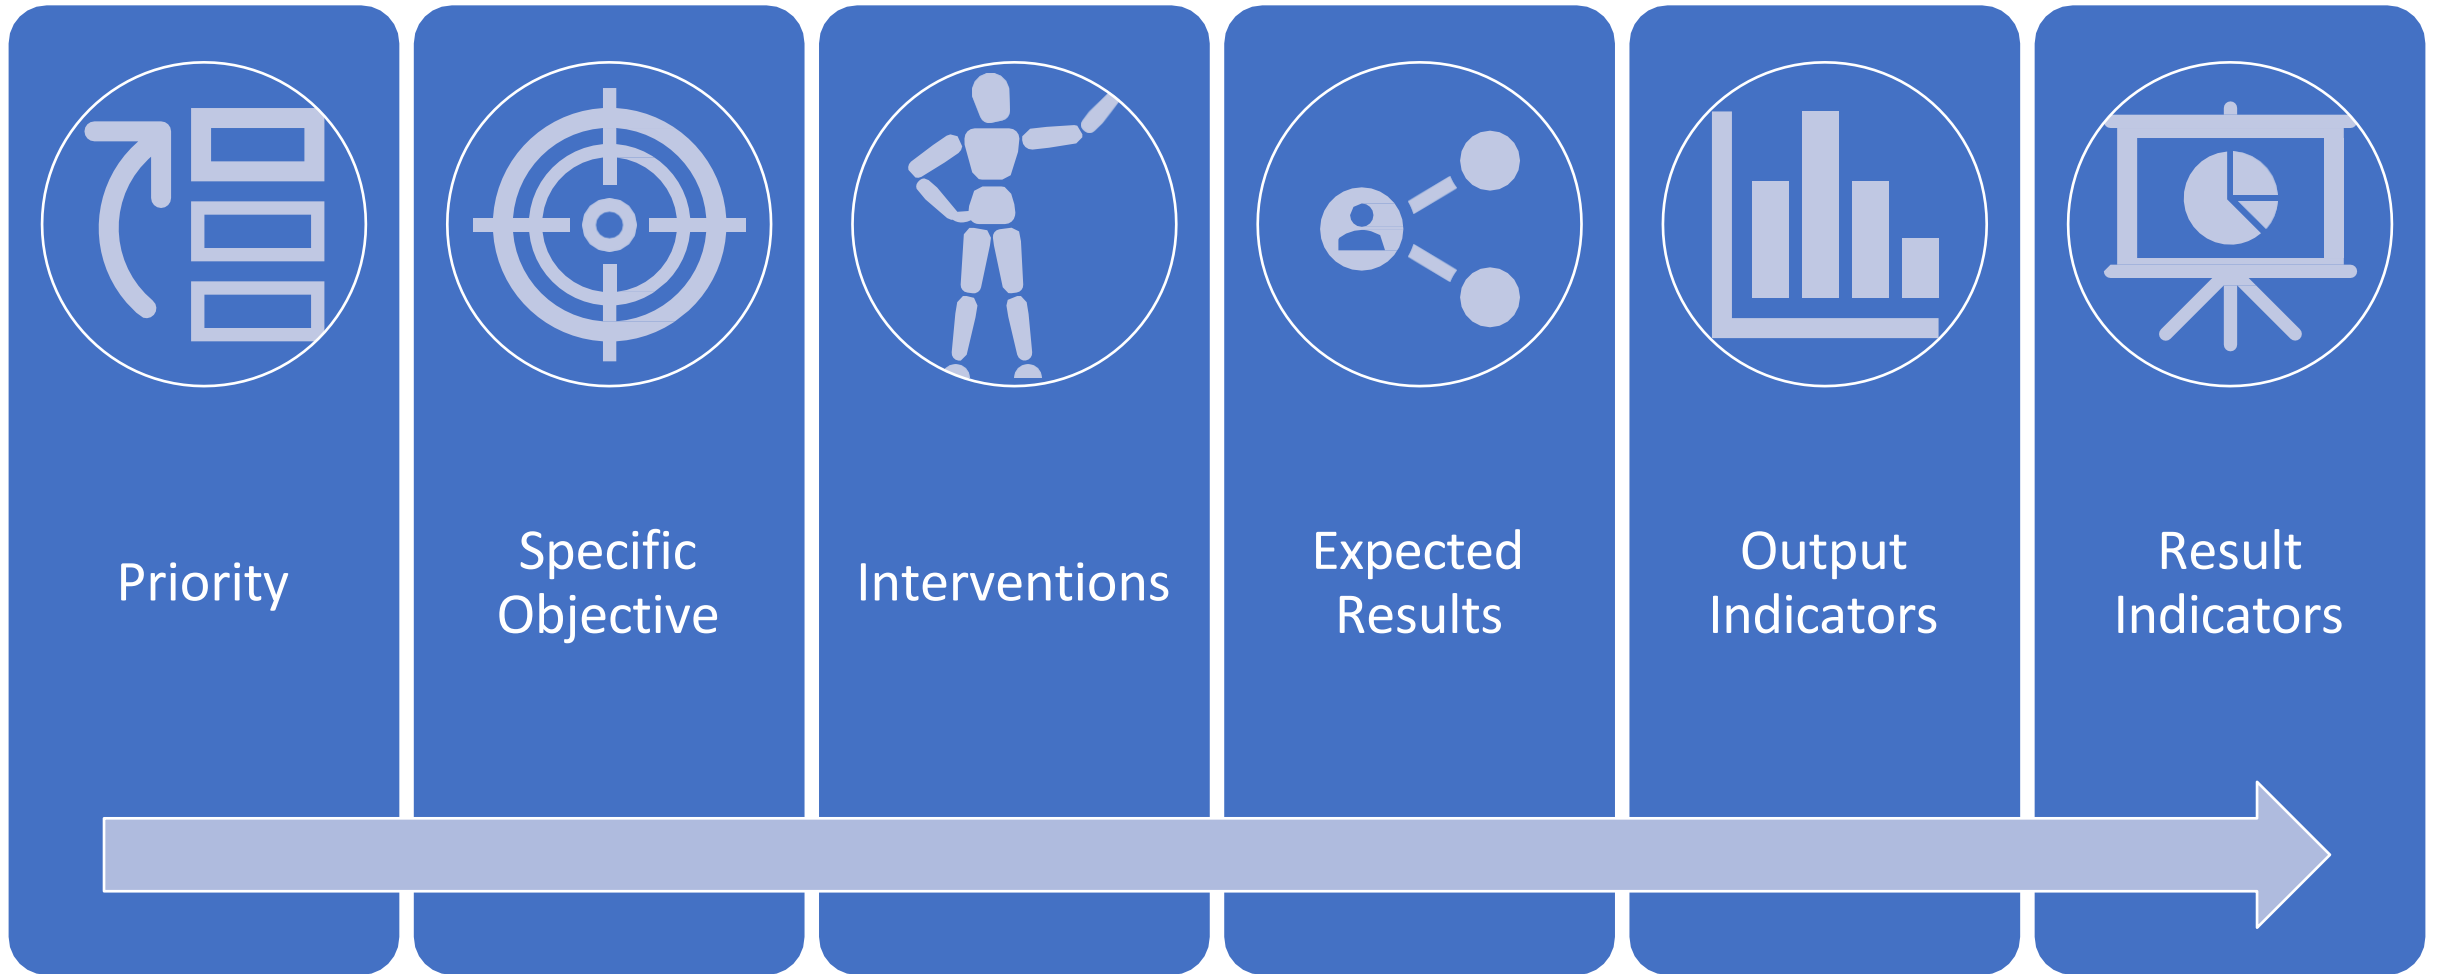 Priority
Specific
Objective
Interventions
Expected
Results
Output
Indicators
Result
Indicators